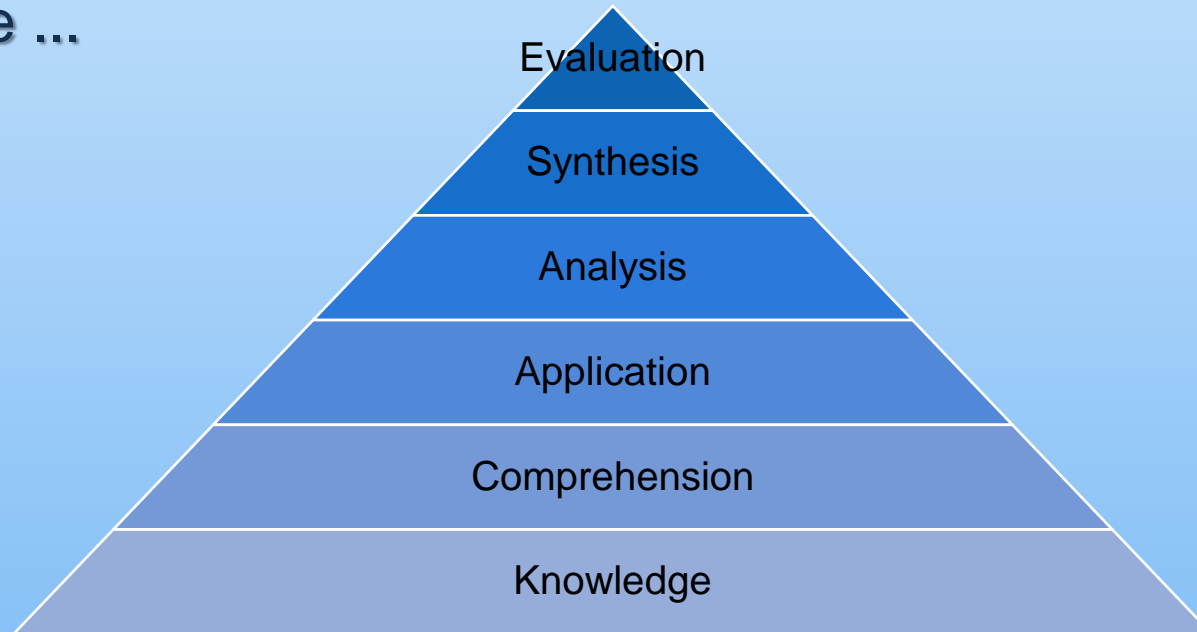 e ...
Evaluation
Synthesis
Analysis
Application
Comprehension
Knowledge